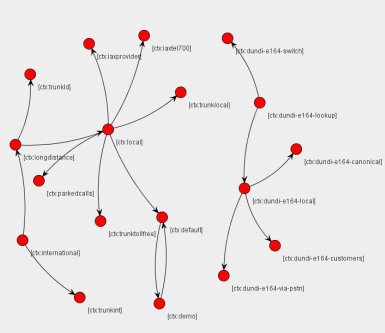 [ctx:iaxprovider]
[ctx:iaxtel700]
[ctx:dundi-e164-switch]
[ctx:trunkid]
[ctx:trunklocal]
[ctx:dundi-e164-lookup]
[ctx:local]
[ctx:longdistance]
[ctx:dundi-e164-canonical]
[ctx:parkedcalls]
[ctx:dundi-e164-local]
[ctx:trunktollfree]
[ctx:default]
[ctx:international]
[ctx:dundi-e164-customers]
[ctx:dundi-e164-via-pstn]
[ctx:trunkint]
[ctx:demo]